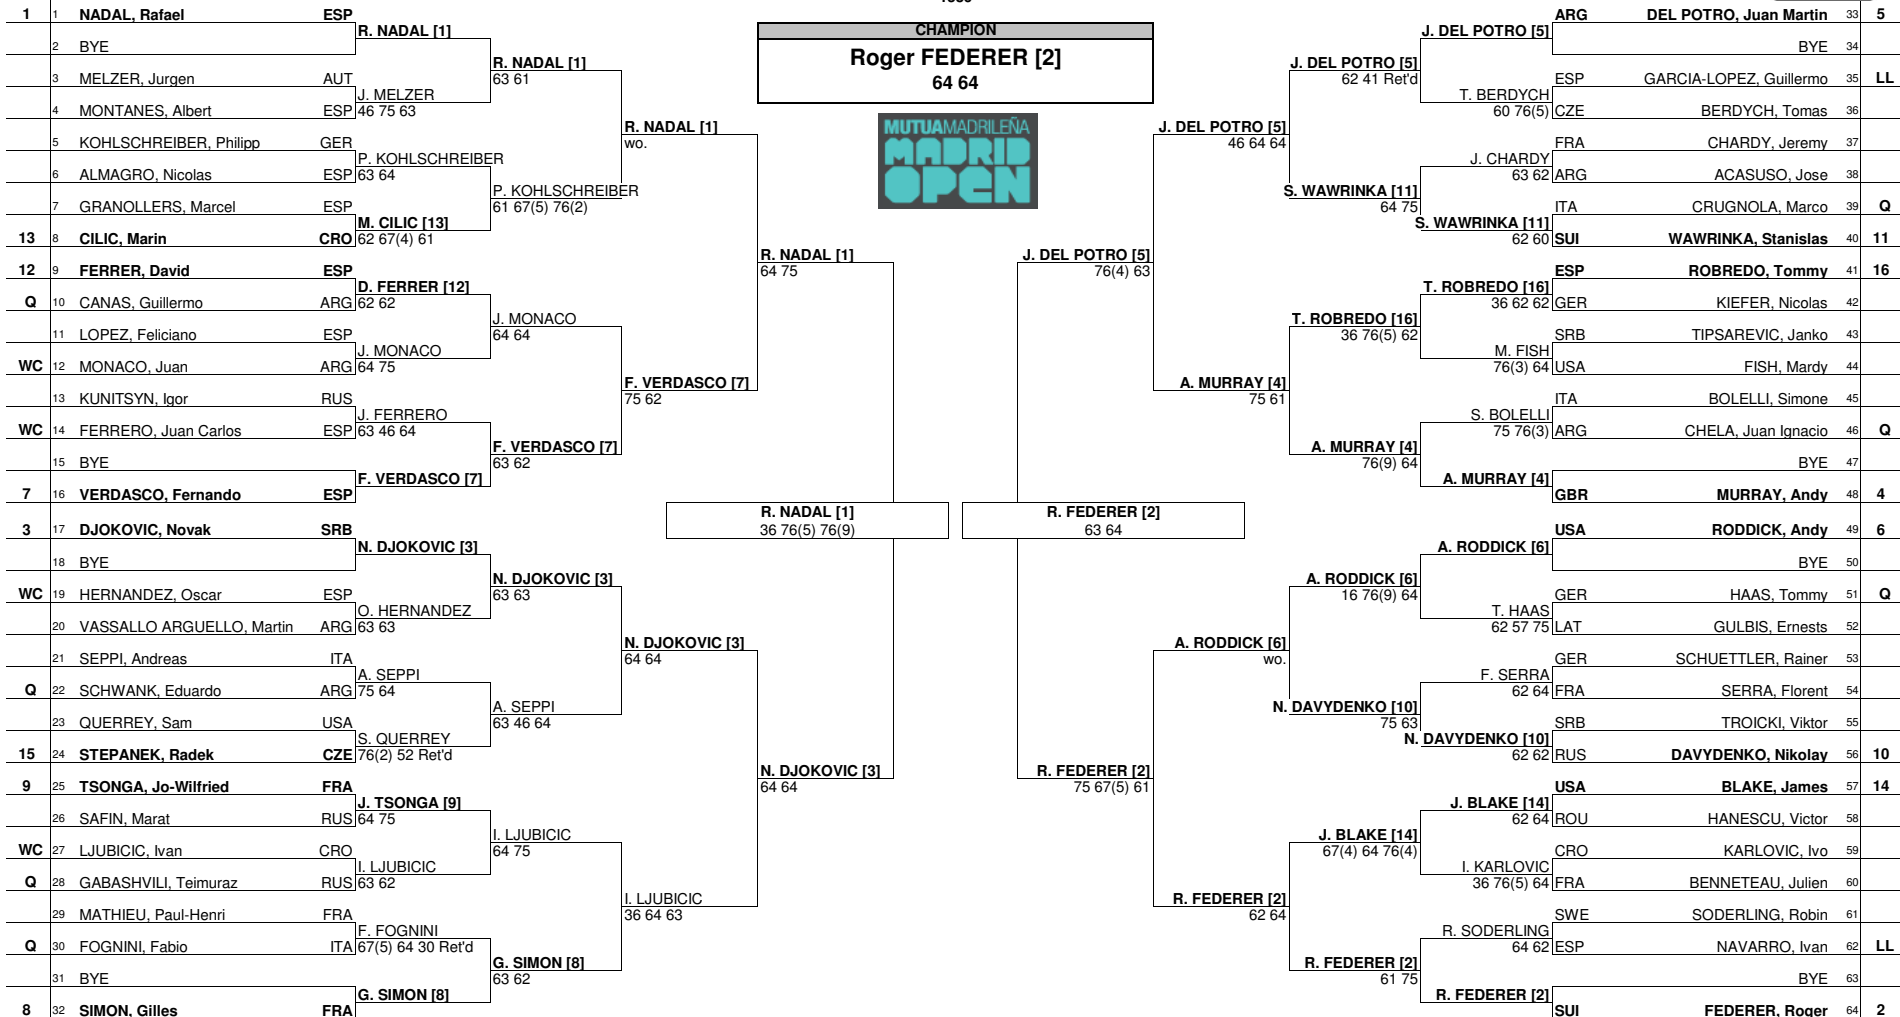 CHAMPION
Roger FEDERER [2]
64 64
MUTUAMADRILEÑA
MADRID
OPEN
1 1 NADAL, Rafael ESP
R. NADAL [1]
2 BYE
R. NADAL [1]
63 61
3 MELZER, Jurgen AUT
J. MELZER
4 MONTANES, Albert ESP 46 75 63
R. NADAL [1]
wo.
5 KOHLSCHREIBER, Philipp GER
P. KOHLSCHREIBER
6 ALMAGRO, Nicolas ESP 63 64
P. KOHLSCHREIBER
61 67(5) 76(2)
7 GRANOLLERS, Marcel ESP
M. CILIC [13]
13 8 CILIC, Marin CRO 62 67(4) 61
R. NADAL [1]
64 75
12 9 FERRER, David ESP
D. FERRER [12]
Q 10 CANAS, Guillermo ARG 62 62
J. MONACO
64 64
11 LOPEZ, Feliciano ESP
J. MONACO
WC 12 MONACO, Juan ARG 64 75
F. VERDASCO [7]
75 62
13 KUNITSYN, Igor RUS
J. FERRERO
WC 14 FERRERO, Juan Carlos ESP 63 46 64
F. VERDASCO [7]
63 62
15 BYE
F. VERDASCO [7]
7 16 VERDASCO, Fernando ESP
R. NADAL [1]
36 76(5) 76(9)
3 17 DJOKOVIC, Novak SRB
N. DJOKOVIC [3]
18 BYE
N. DJOKOVIC [3]
63 63
WC 19 HERNANDEZ, Oscar ESP
O. HERNANDEZ
20 VASSALLO ARGUELLO, Martin ARG 63 63
N. DJOKOVIC [3]
64 64
21 SEPPI, Andreas ITA
A. SEPPI
Q 22 SCHWANK, Eduardo ARG 75 64
A. SEPPI
63 46 64
23 QUERREY, Sam USA
S. QUERREY
15 24 STEPANEK, Radek CZE 76(2) 52 Ret'd
N. DJOKOVIC [3]
64 64
9 25 TSONGA, Jo-Wilfried FRA
J. TSONGA [9]
26 SAFIN, Marat RUS 64 75
I. LJUBICIC
64 75
WC 27 LJUBICIC, Ivan CRO
I. LJUBICIC
Q 28 GABASHVILI, Teimuraz RUS 63 62
I. LJUBICIC
36 64 63
29 MATHIEU, Paul-Henri FRA
F. FOGNINI
Q 30 FOGNINI, Fabio ITA 67(5) 64 30 Ret'd
G. SIMON [8]
63 62
31 BYE
G. SIMON [8]
8 32 SIMON, Gilles FRA
ARG DEL POTRO, Juan Martin 33 5
J. DEL POTRO [5]
BYE 34
J. DEL POTRO [5]
62 41 Ret'd
ESP GARCIA-LOPEZ, Guillermo 35 LL
T. BERDYCH
60 76(5) CZE BERDYCH, Tomas 36
J. DEL POTRO [5]
46 64 64
FRA CHARDY, Jeremy 37
J. CHARDY
63 62 ARG ACASUSO, Jose 38
S. WAWRINKA [11]
64 75
ITA CRUGNOLA, Marco 39 Q
S. WAWRINKA [11]
62 60 SUI WAWRINKA, Stanislas 40 11
J. DEL POTRO [5]
76(4) 63
ESP ROBREDO, Tommy 41 16
T. ROBREDO [16]
36 62 62 GER KIEFER, Nicolas 42
T. ROBREDO [16]
36 76(5) 62
SRB TIPSAREVIC, Janko 43
M. FISH
76(3) 64 USA FISH, Mardy 44
A. MURRAY [4]
75 61
ITA BOLELLI, Simone 45
S. BOLELLI
75 76(3) ARG CHELA, Juan Ignacio 46 Q
A. MURRAY [4]
76(9) 64
BYE 47
A. MURRAY [4]
GBR MURRAY, Andy 48 4
R. FEDERER [2]
63 64
USA RODDICK, Andy 49 6
A. RODDICK [6]
BYE 50
A. RODDICK [6]
16 76(9) 64
GER HAAS, Tommy 51 Q
T. HAAS
62 57 75 LAT GULBIS, Ernests 52
A. RODDICK [6]
wo.
GER SCHUETTLER, Rainer 53
F. SERRA
62 64 FRA SERRA, Florent 54
N. DAVYDENKO [10]
75 63
SRB TROICKI, Viktor 55
N. DAVYDENKO [10]
62 62 RUS DAVYDENKO, Nikolay 56 10
R. FEDERER [2]
75 67(5) 61
USA BLAKE, James 57 14
J. BLAKE [14]
62 64 ROU HANESCU, Victor 58
J. BLAKE [14]
67(4) 64 76(4)
CRO KARLOVIC, Ivo 59
I. KARLOVIC
36 76(5) 64 FRA BENNETEAU, Julien 60
R. FEDERER [2]
62 64
SWE SODERLING, Robin 61
R. SODERLING
64 62 ESP NAVARRO, Ivan 62 LL
R. FEDERER [2]
61 75
BYE 63
R. FEDERER [2]
SUI FEDERER, Roger 64 2